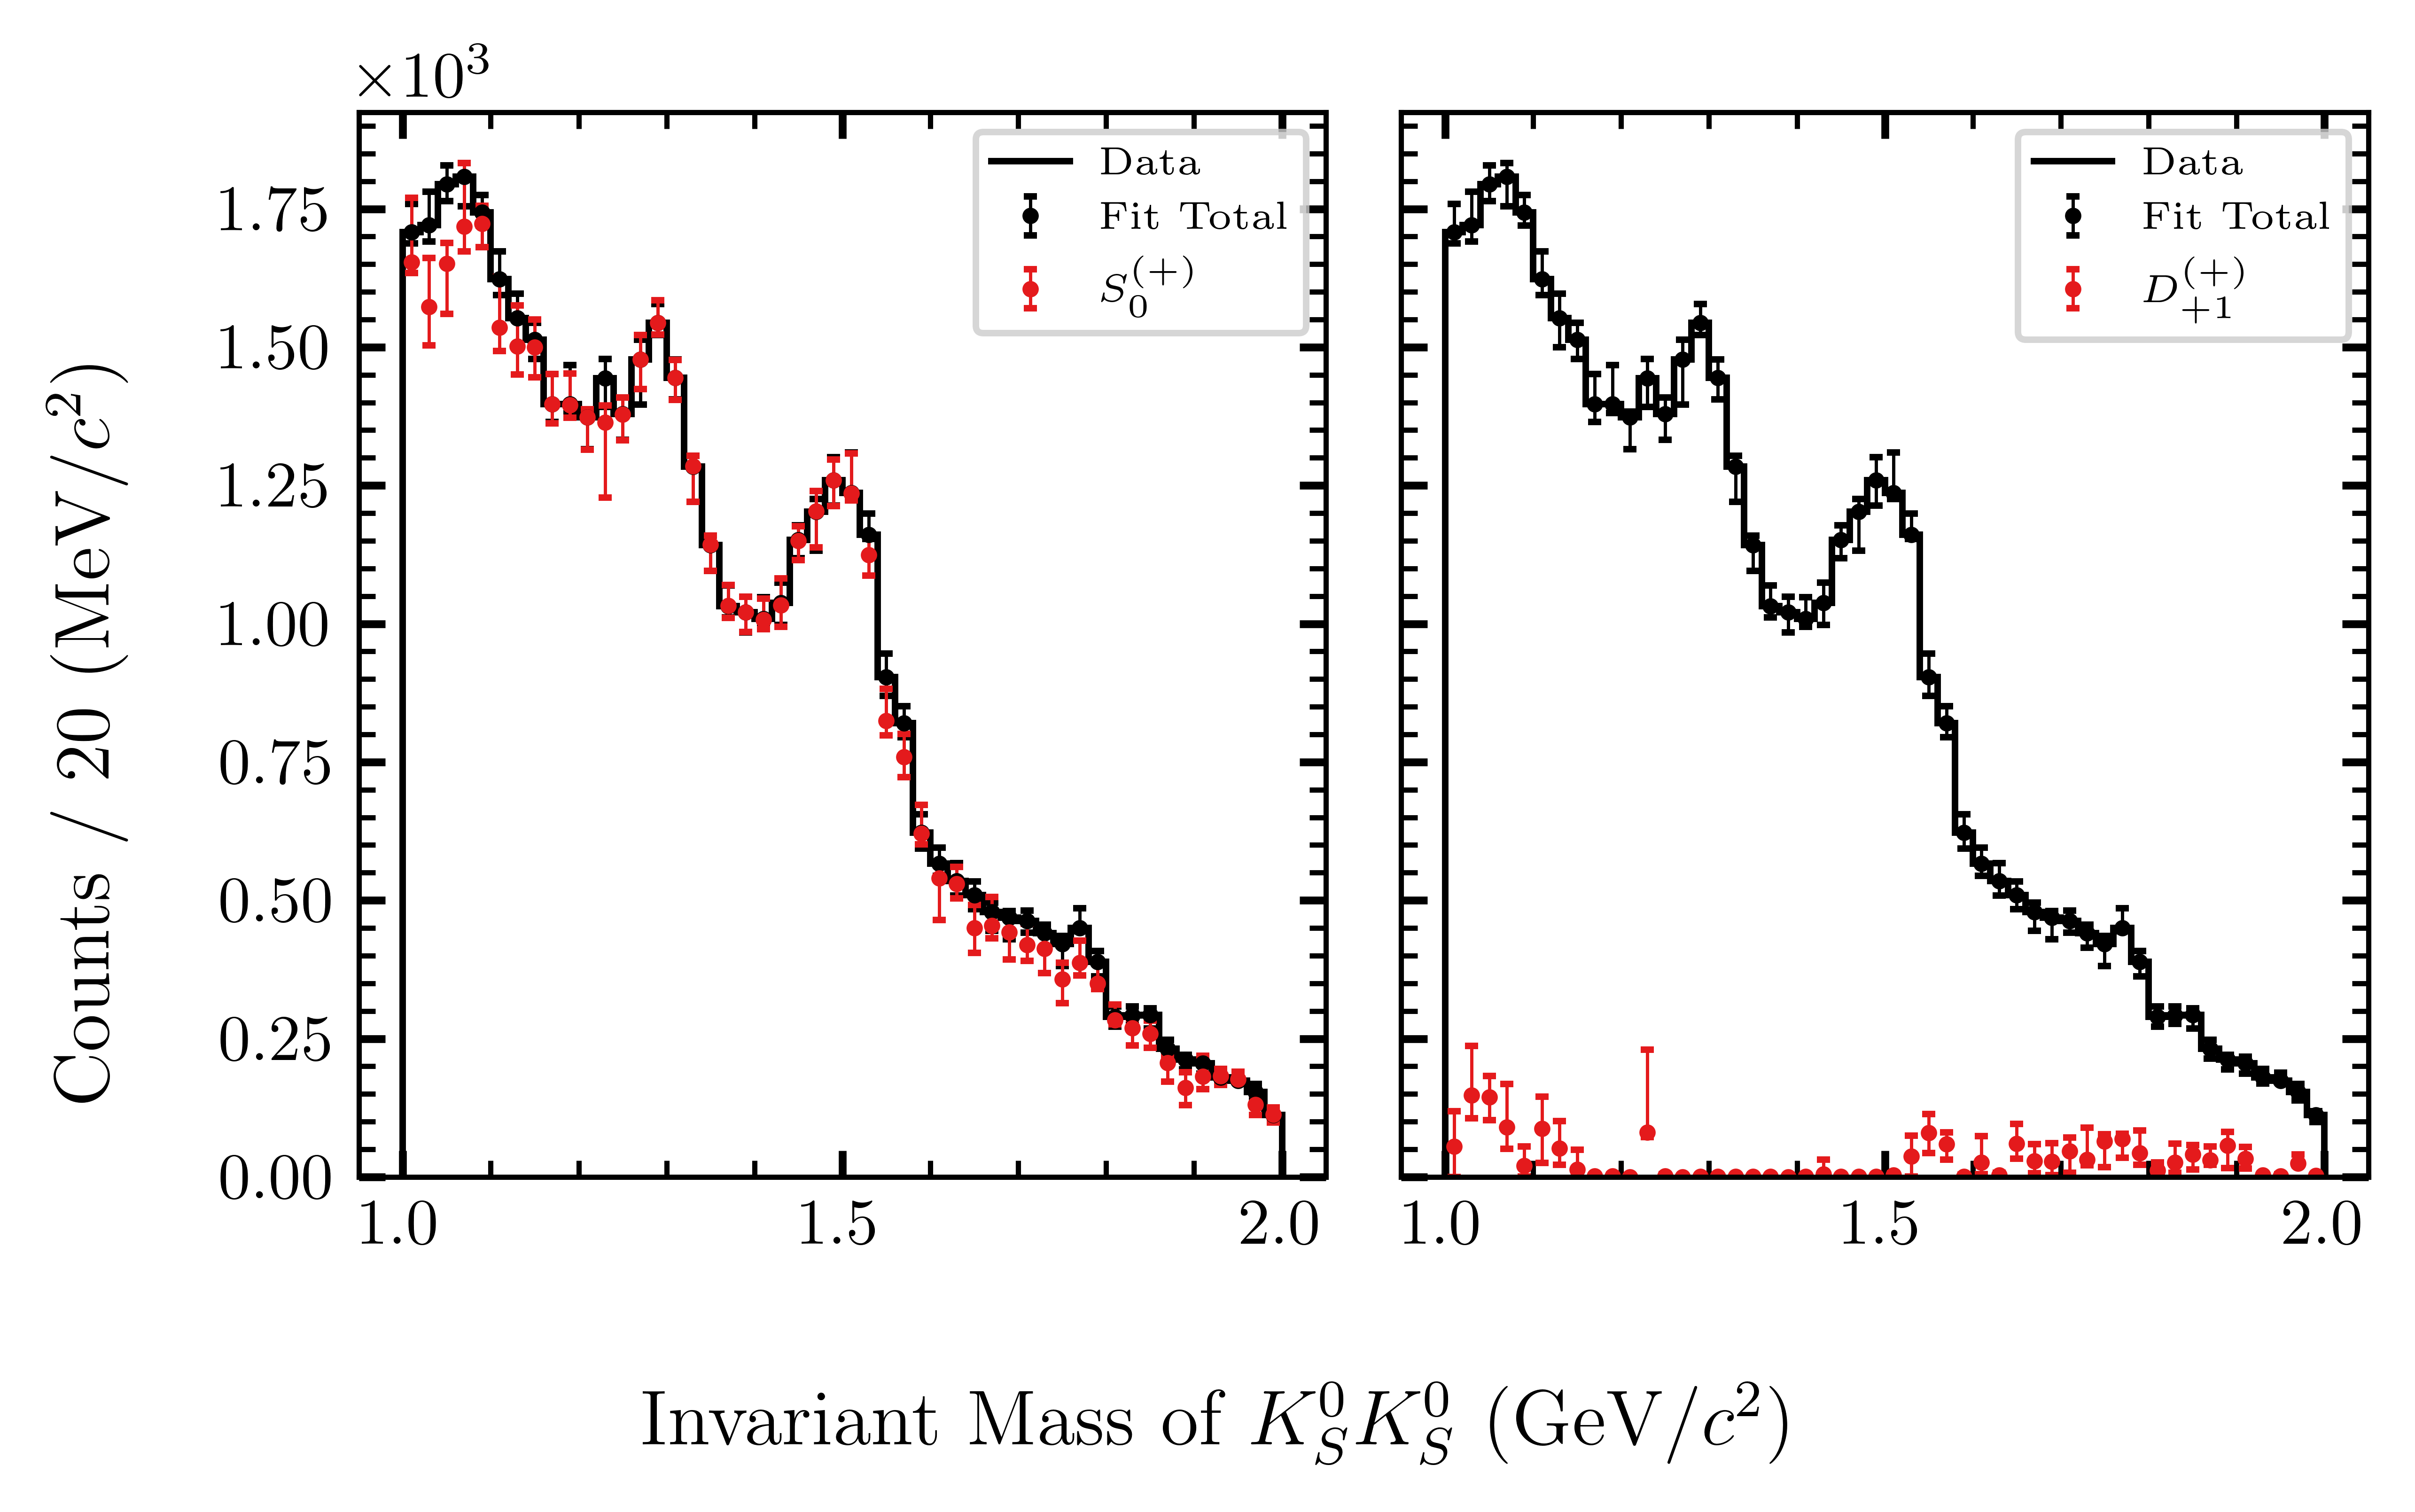 ×10³
Data
Fit Total
S₀⁽⁺⁾
Data
Fit Total
D₊₁⁽⁺⁾
1.75
1.50
1.25
1.00
0.75
0.50
0.25
0.00
Counts / 20 (MeV/c²)
1.0 1.5 2.0
1.0 1.5 2.0
Invariant Mass of K⁰_S K⁰_S (GeV/c²)